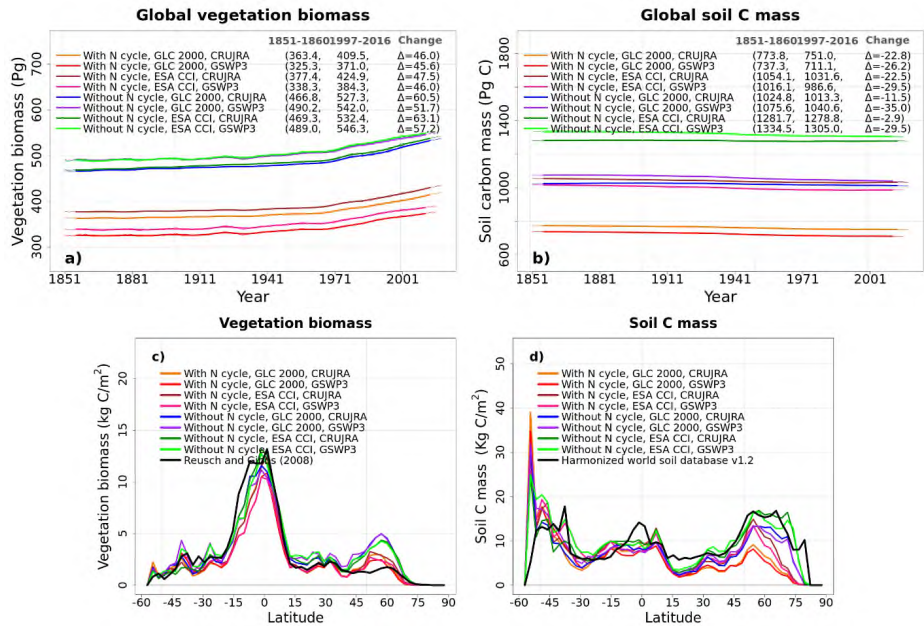 Global vegetation biomass
1851-1860 1997-2016 Change
With N cycle, GLC 2000, CRUJRA (363.4, 409.5, Δ=46.0)
With N cycle, GLC 2000, GSWP3 (325.3, 371.0, Δ=45.6)
With N cycle, ESA CCI, CRUJRA (377.4, 424.9, Δ=47.5)
With N cycle, ESA CCI, GSWP3 (338.3, 384.3, Δ=46.0)
Without N cycle, GLC 2000, CRUJRA (466.8, 527.3, Δ=60.5)
Without N cycle, GLC 2000, GSWP3 (490.2, 542.0, Δ=51.7)
Without N cycle, ESA CCI, CRUJRA (469.3, 532.4, Δ=63.1)
Without N cycle, ESA CCI, GSWP3 (489.0, 546.3, Δ=57.2)
Vegetation biomass (Pg)
700
600
500
400
300
a)
1851 1881 1911 1941 1971 2001
Year
Global soil C mass
1851-1860 1997-2016 Change
With N cycle, GLC 2000, CRUJRA (773.8, 751.0, Δ=-22.8)
With N cycle, GLC 2000, GSWP3 (737.3, 711.1, Δ=-26.2)
With N cycle, ESA CCI, CRUJRA (1054.1, 1031.6, Δ=-22.5)
With N cycle, ESA CCI, GSWP3 (1016.1, 986.6, Δ=-29.5)
Without N cycle, GLC 2000, CRUJRA (1024.8, 1013.3, Δ=-11.5)
Without N cycle, GLC 2000, GSWP3 (1075.6, 1040.6, Δ=-35.0)
Without N cycle, ESA CCI, CRUJRA (1281.7, 1278.8, Δ=-2.9)
Without N cycle, ESA CCI, GSWP3 (1334.5, 1305.0, Δ=-29.5)
Soil carbon mass (Pg C)
1800
1400
1000
600
b)
1851 1881 1911 1941 1971 2001
Year
Vegetation biomass
c)
With N cycle, GLC 2000, CRUJRA
With N cycle, GLC 2000, GSWP3
With N cycle, ESA CCI, CRUJRA
With N cycle, ESA CCI, GSWP3
Without N cycle, GLC 2000, CRUJRA
Without N cycle, GLC 2000, GSWP3
Without N cycle, ESA CCI, CRUJRA
Without N cycle, ESA CCI, GSWP3
Reusch and Gibbs (2008)
Vegetation biomass (kg C/m²)
20
15
10
5
0
-60 -45 -30 -15 0 15 30 45 60 75 90
Latitude
Soil C mass
d)
With N cycle, GLC 2000, CRUJRA
With N cycle, GLC 2000, GSWP3
With N cycle, ESA CCI, CRUJRA
With N cycle, ESA CCI, GSWP3
Without N cycle, GLC 2000, CRUJRA
Without N cycle, GLC 2000, GSWP3
Without N cycle, ESA CCI, CRUJRA
Without N cycle, ESA CCI, GSWP3
Harmonized world soil database v1.2
Soil C mass (Kg C/m²)
50
40
30
20
10
0
-60 -45 -30 -15 0 15 30 45 60 75 90
Latitude